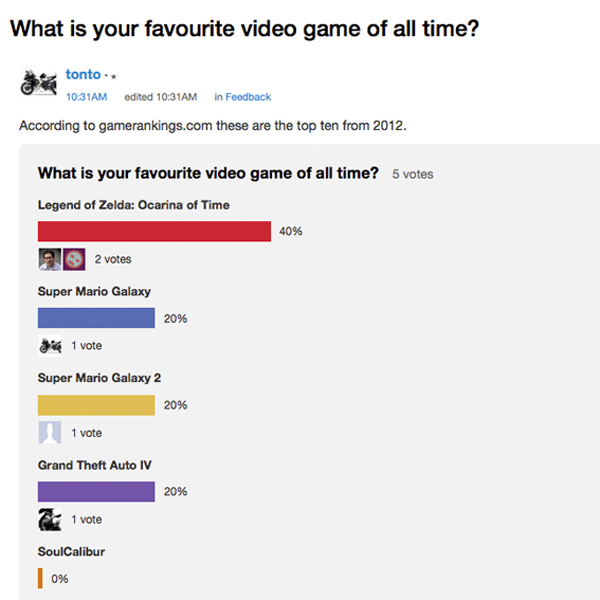 What is your favourite video game of all time?
tonto · ★
10:31AM edited 10:31AM in Feedback
According to gamerankings.com these are the top ten from 2012.
What is your favourite video game of all time? 5 votes
Legend of Zelda: Ocarina of Time
40%
2 votes
Super Mario Galaxy
20%
1 vote
Super Mario Galaxy 2
20%
1 vote
Grand Theft Auto IV
20%
1 vote
SoulCalibur
0%